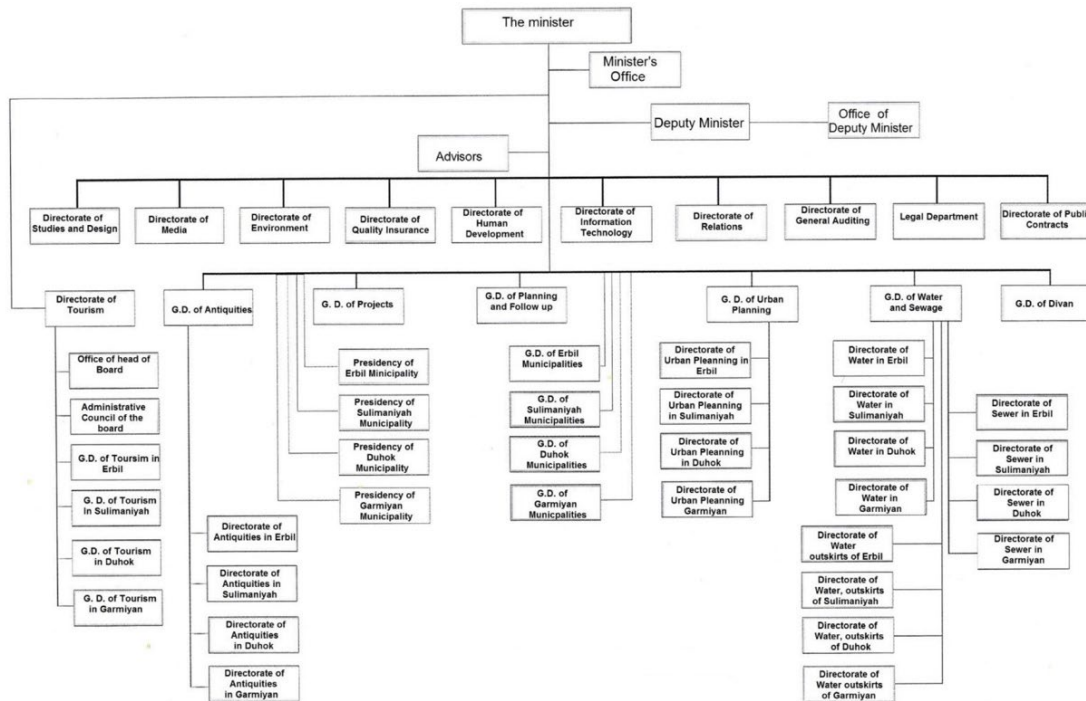 The minister
Minister's
Office
Deputy Minister
Office of
Deputy Minister
Advisors
Directorate of
Studies and Design
Directorate of
Media
Directorate of
Environment
Directorate of
Quality Insurance
Directorate of
Human
Development
Directorate of
Information
Technology
Directorate of
Relations
Directorate of
General Auditing
Legal Department
Directorate of Public
Contracts
Directorate of
Tourism
G.D. of Antiquities
G. D. of Projects
G.D. of Planning
and Follow up
G. D. of Urban
Planning
G.D. of Water
and Sewage
G.D. of Divan
Office of head of
Board
Administrative
Council of the
board
G.D. of Toursim in
Erbil
G. D. of Tourism
In Sulimaniyah
G.D. of Tourism
in Duhok
G. D. of Tourism
in Garmiyan
Directorate of
Antiquities in Erbil
Directorate of
Antiquities in
Sulimaniyah
Directorate of
Antiquities
in Duhok
Directorate of
Antiquities
in Garmiyan
Presidency of
Erbil Minicipality
Presidency of
Sulimaniyah
Municipality
Presidency of
Duhok
Municipality
Presidency of
Garmiyan
Municipality
G.D. of Erbil
Municipalities
G.D. of
Sulimaniyah
Municipalities
G.D. of
Duhok
Municipalities
G.D. of
Garmiyan
Municpalities
Directorate of
Urban Pleanning in
Erbil
Directorate of
Urban Pleanning
in Sulimaniyah
Directorate of
Urban Pleanning
in Duhok
Directorate of
Urban Pleanning
Garmiyan
Directorate of
Water in Erbil
Directorate of
Water in
Sulimaniyah
Directorate of
Water in Duhok
Directorate of
Water in
Garmiyan
Directorate of
Water
outskirts of Erbil
Directorate of
Water, outskirts
of Sulimaniyah
Directorate of
Water, outskirts
of Duhok
Directorate of
Water outskirts
of Garmiyan
Directorate of
Sewer in Erbil
Directorate of
Sewer in
Sulimaniyah
Directorate of
Sewer in
Duhok
Directorate of
Sewer in
Garmiyan